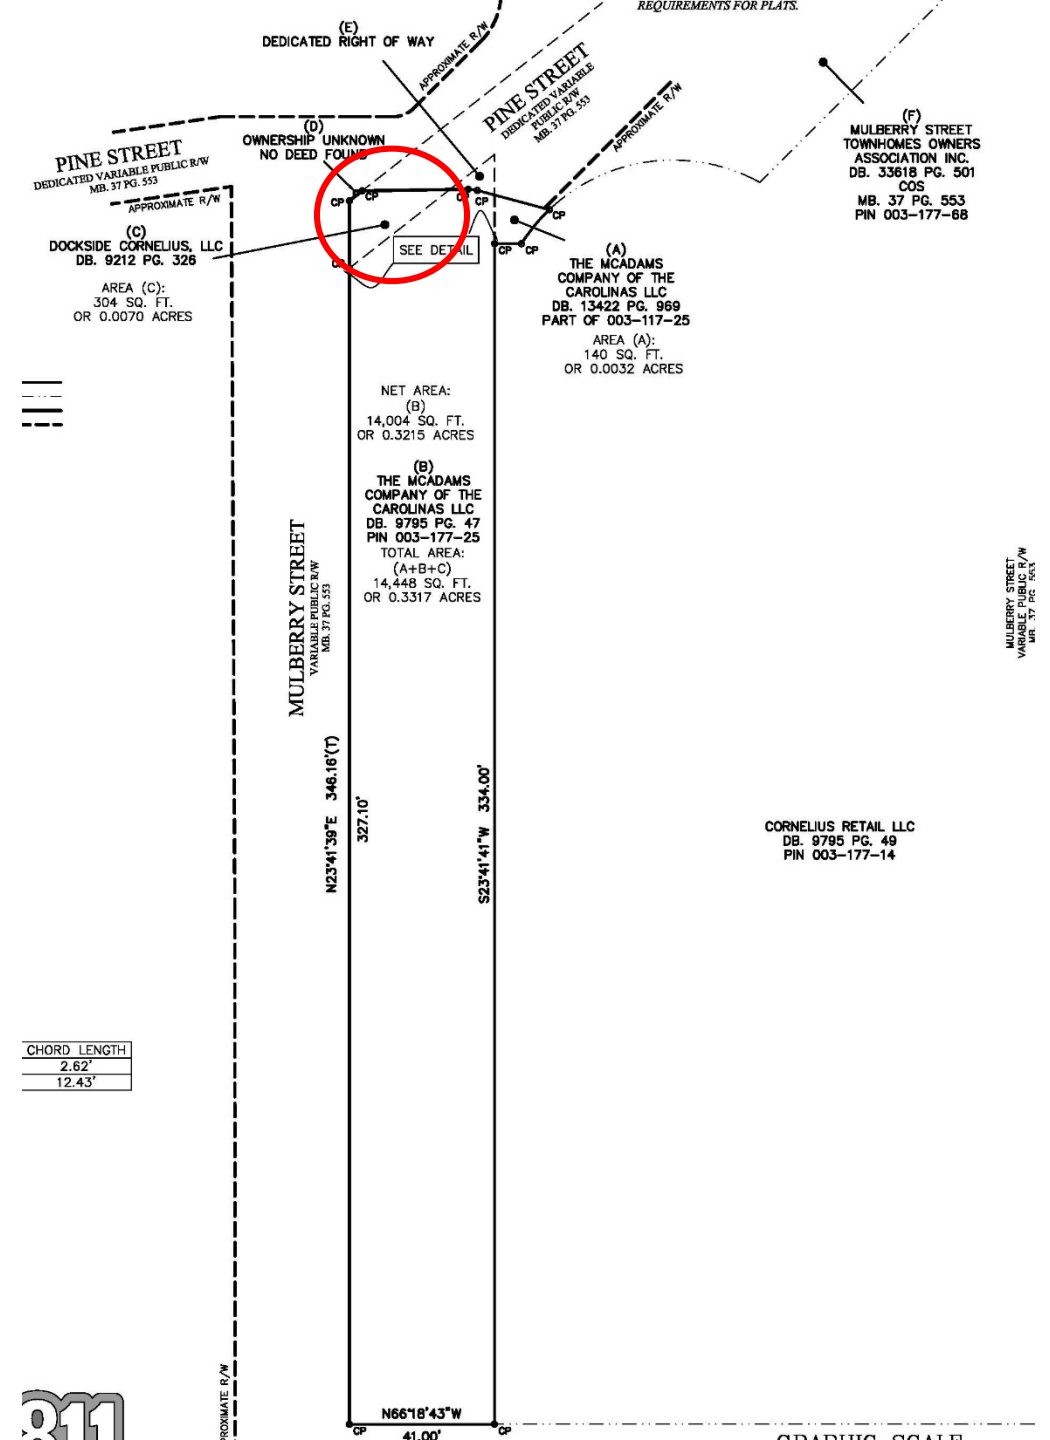 REQUIREMENTS FOR PLATS.
(E)
DEDICATED RIGHT OF WAY
APPROXIMATE R/W
PINE STREET
DEDICATED VARIABLE
PUBLIC R/W
MB. 37 PG. 553
APPROXIMATE R/W
(F)
MULBERRY STREET
TOWNHOMES OWNERS
ASSOCIATION INC.
DB. 33618 PG. 501
COS
MB. 37 PG. 553
PIN 003-177-68
(D)
OWNERSHIP UNKNOWN
NO DEED FOUND
PINE STREET
DEDICATED VARIABLE PUBLIC R/W
MB. 37 PG. 553
APPROXIMATE R/W
CP
CP
CP
CP
CP
CP
CP
CP
(C)
DOCKSIDE CORNELIUS, LLC
DB. 9212 PG. 326
AREA (C):
304 SQ. FT.
OR 0.0070 ACRES
SEE DETAIL
(A)
THE MCADAMS
COMPANY OF THE
CAROLINAS LLC
DB. 13422 PG. 969
PART OF 003-117-25
AREA (A):
140 SQ. FT.
OR 0.0032 ACRES
NET AREA:
(B)
14,004 SQ. FT.
OR 0.3215 ACRES
(B)
THE MCADAMS
COMPANY OF THE
CAROLINAS LLC
DB. 9795 PG. 47
PIN 003-177-25
TOTAL AREA:
(A+B+C)
14,448 SQ. FT.
OR 0.3317 ACRES
MULBERRY STREET
VARIABLE PUBLIC R/W
MB. 37 PG. 553
MULBERRY STREET
VARIABLE PUBLIC R/W
MB. 37 PG. 553
N23°41'39"E 346.16'(T)
327.10'
S23°41'41"W 334.00'
CORNELIUS RETAIL LLC
DB. 9795 PG. 49
PIN 003-177-14
CHORD LENGTH
2.62'
12.43'
811
N66°18'43"W
41.00'
CP
CP
GRAPHIC SCALE